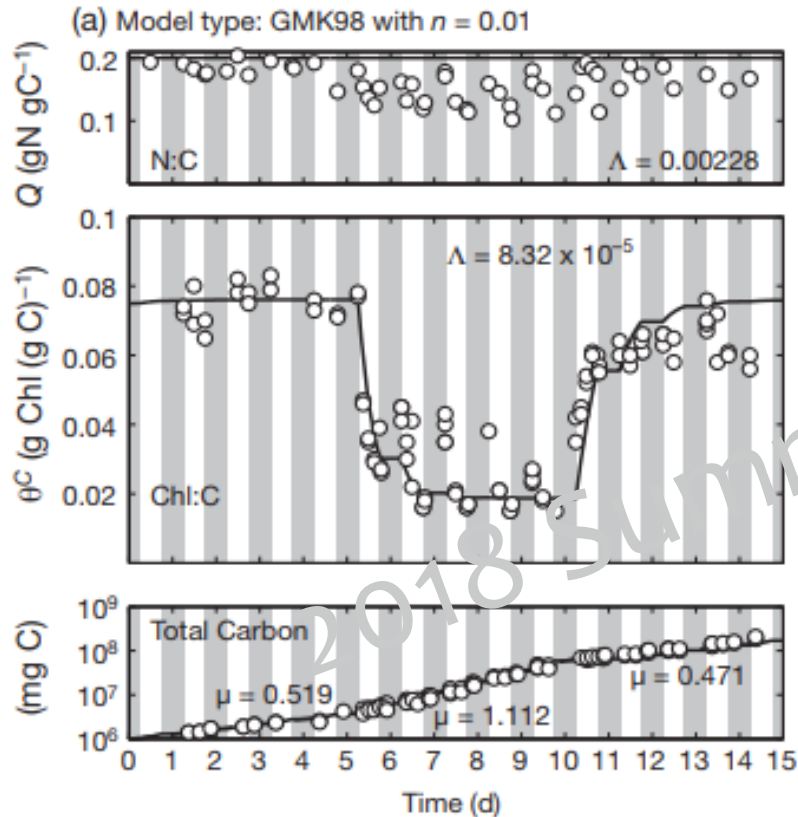 (a) Model type: GMK98 with n = 0.01
Q (gN gC⁻¹)
0.2
0.1
N:C
Λ = 0.00228
θᶜ (g Chl (g C)⁻¹)
0.1
0.08
0.06
0.04
0.02
Λ = 8.32 x 10⁻⁵
Chl:C
2018 Summ
(mg C)
10⁹
10⁸
10⁷
10⁶
Total Carbon
μ = 0.519
μ = 1.112
μ = 0.471
0 1 2 3 4 5 6 7 8 9 10 11 12 13 14 15
Time (d)